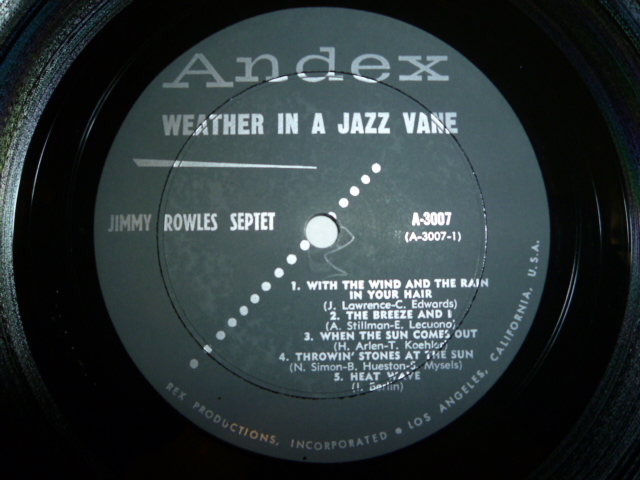 Andex
WEATHER IN A JAZZ VANE
JIMMY ROWLES SEPTET
A-3007
(A-3007-1)
1. WITH THE WIND AND THE RAIN
IN YOUR HAIR
(J. Lawrence-C. Edwards)
2. THE BREEZE AND I
(A. Stillman-E. Lecuono)
3. WHEN THE SUN COMES OUT
(H. Arlen-T. Koehler)
4. THROWIN' STONES AT THE SUN
(N. Simon-B. Hueston-S. Mysels)
5. HEAT WAVE
(I. Berlin)
REX PRODUCTIONS, INCORPORATED • LOS ANGELES, CALIFORNIA, U.S.A.